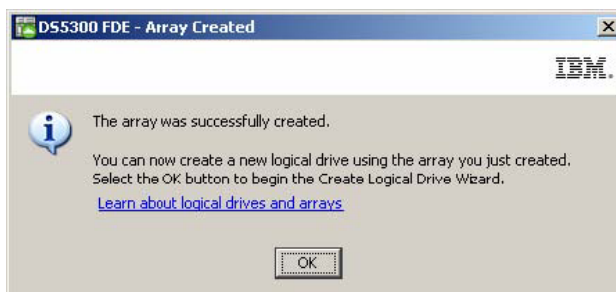 DS5300 FDE - Array Created
IBM.
The array was successfully created.
You can now create a new logical drive using the array you just created.
Select the OK button to begin the Create Logical Drive Wizard.
Learn about logical drives and arrays
OK